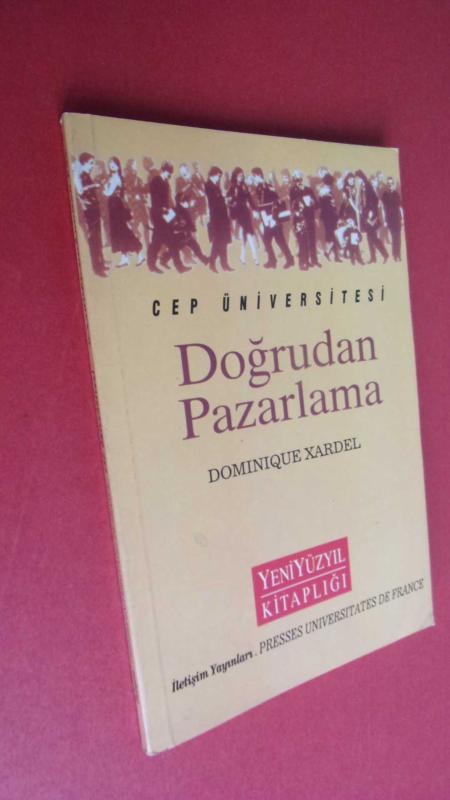 CEP ÜNİVERSİTESİ
Doğrudan
Pazarlama
DOMINIQUE XARDEL
YENİYÜZYIL
KİTAPLIĞI
İletişim Yayınları . PRESSES UNIVERSITATES DE FRANCE